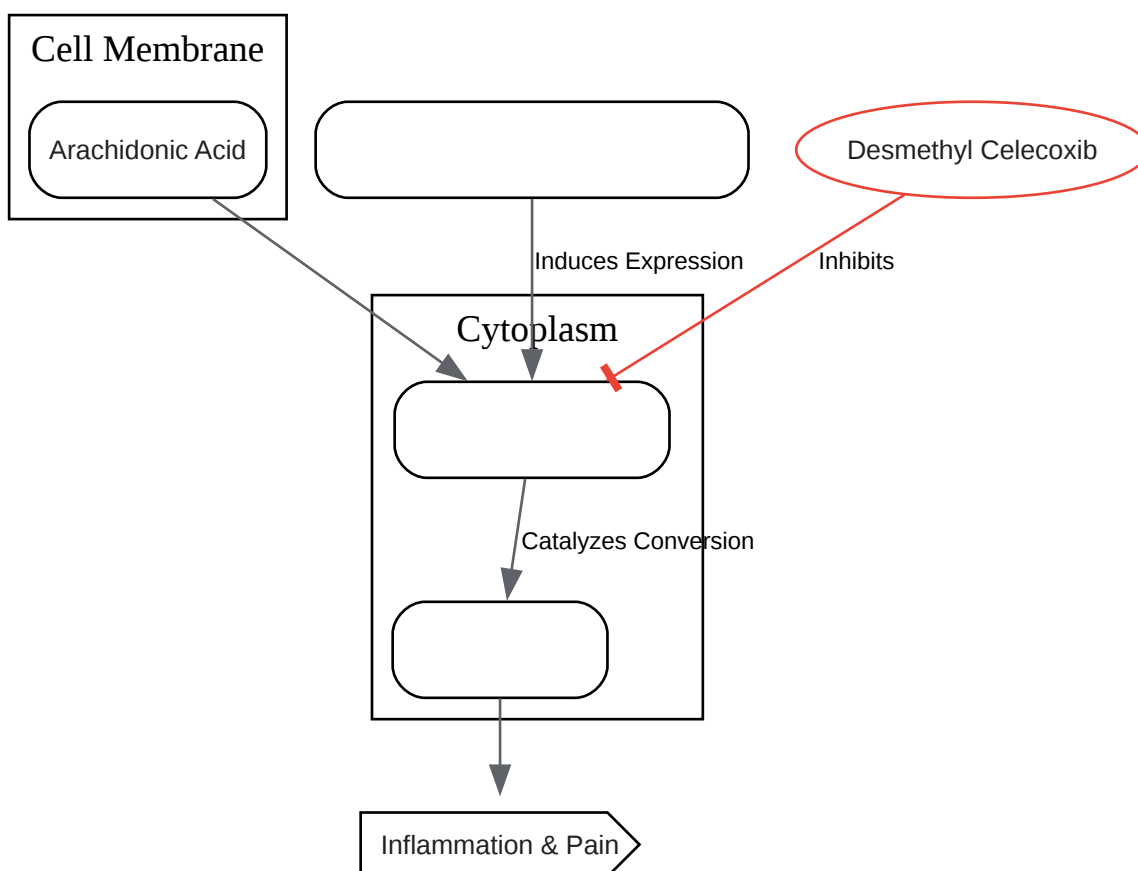 Cell Membrane
Arachidonic Acid
Desmethyl Celecoxib
Induces Expression
Inhibits
Cytoplasm
Catalyzes Conversion
Inflammation & Pain